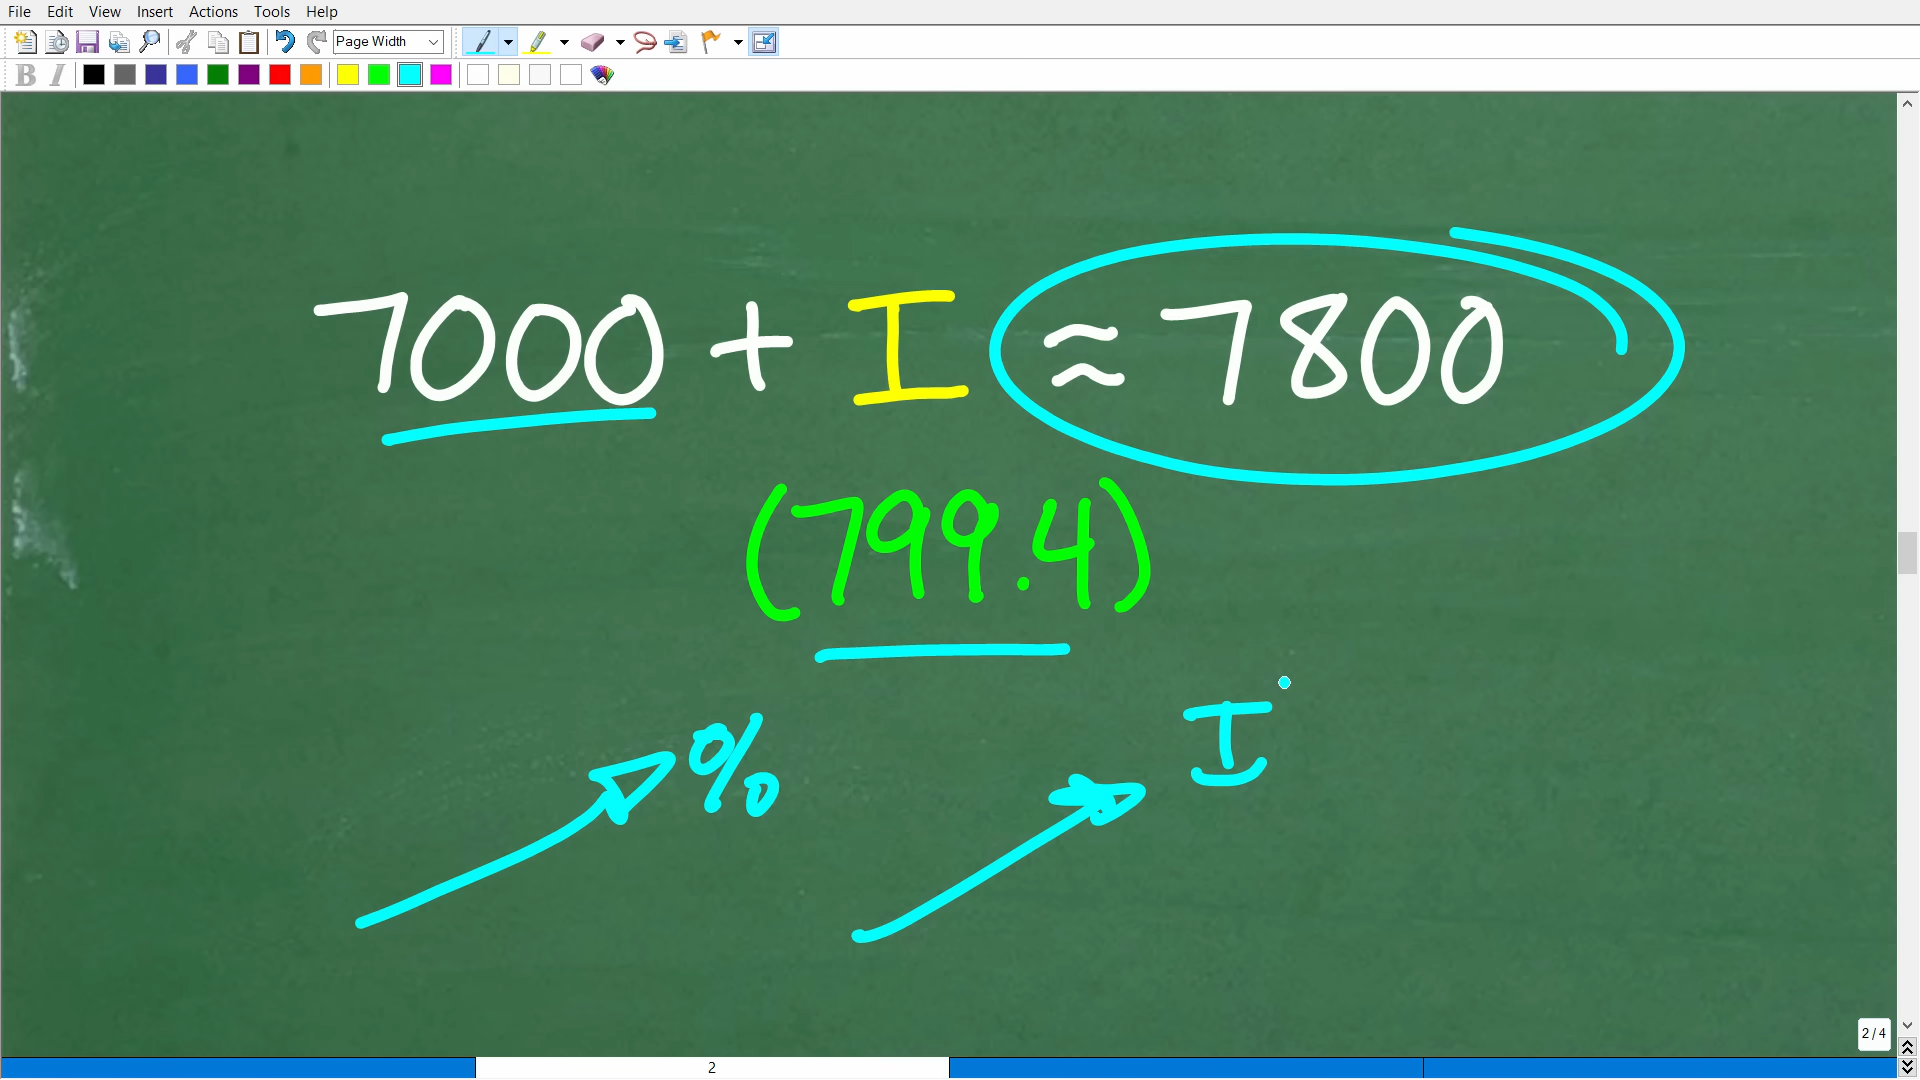 File Edit View Insert Actions Tools Help
Page Width
B I
7000 + I ≈ 7800
(799.4)
% I
2 / 4
2